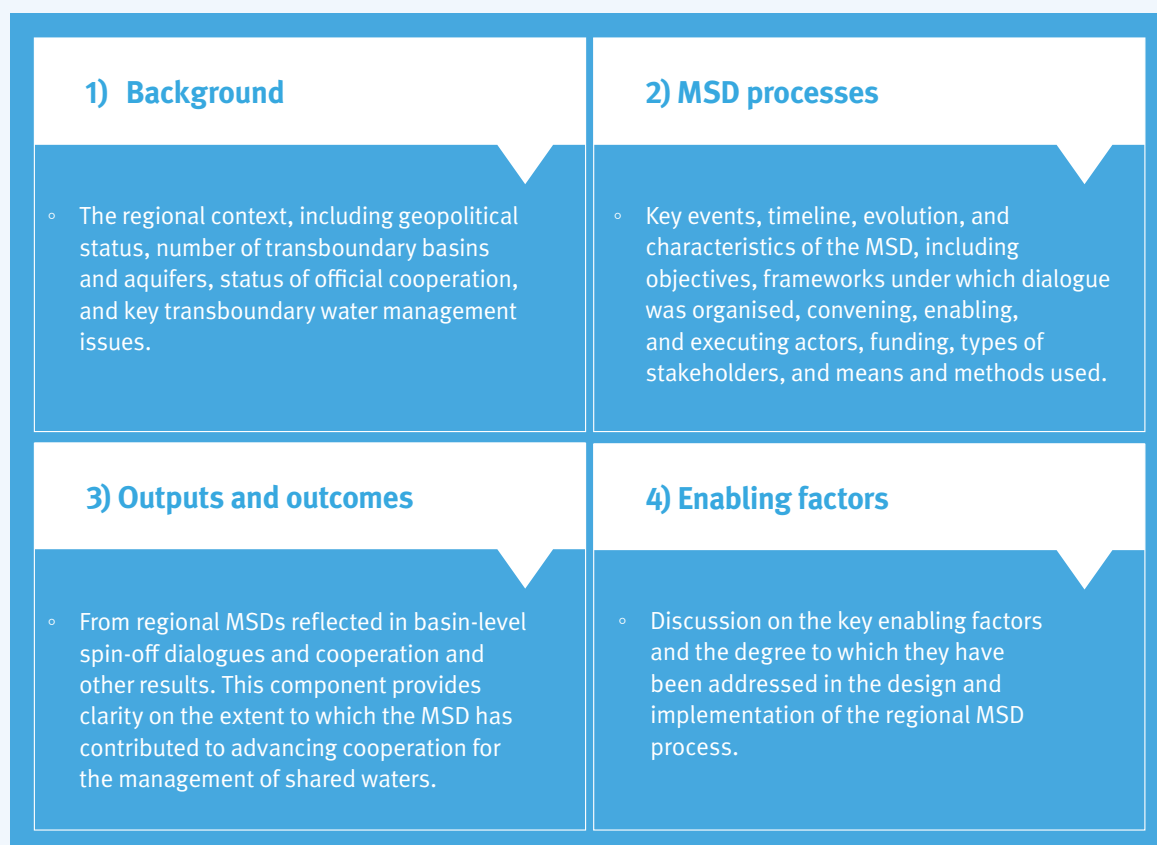 1) Background
◦ The regional context, including geopolitical
status, number of transboundary basins
and aquifers, status of official cooperation,
and key transboundary water management
issues.
2) MSD processes
◦ Key events, timeline, evolution, and
characteristics of the MSD, including
objectives, frameworks under which dialogue
was organised, convening, enabling,
and executing actors, funding, types of
stakeholders, and means and methods used.
3) Outputs and outcomes
◦ From regional MSDs reflected in basin-level
spin-off dialogues and cooperation and
other results. This component provides
clarity on the extent to which the MSD has
contributed to advancing cooperation for
the management of shared waters.
4) Enabling factors
◦ Discussion on the key enabling factors
and the degree to which they have
been addressed in the design and
implementation of the regional MSD
process.